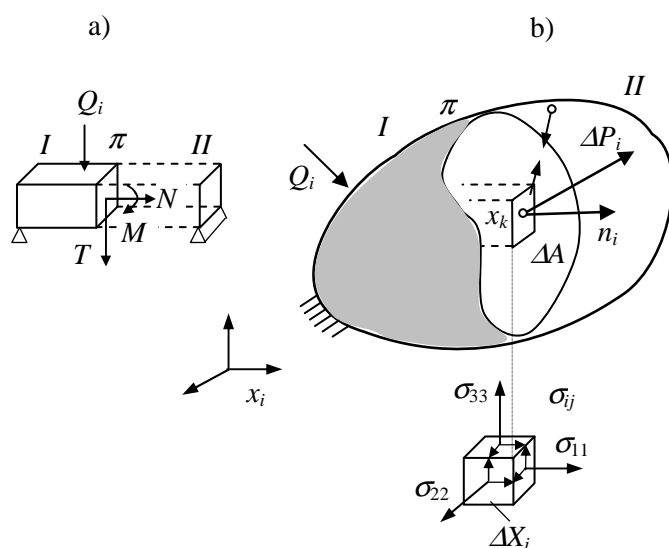 a)
Q_i
I π II
N
M
T
x_i
b)
I π II
Q_i
ΔP_i
x_k
n_i
ΔA
σ_33
σ_ij
σ_11
σ_22
ΔX_i